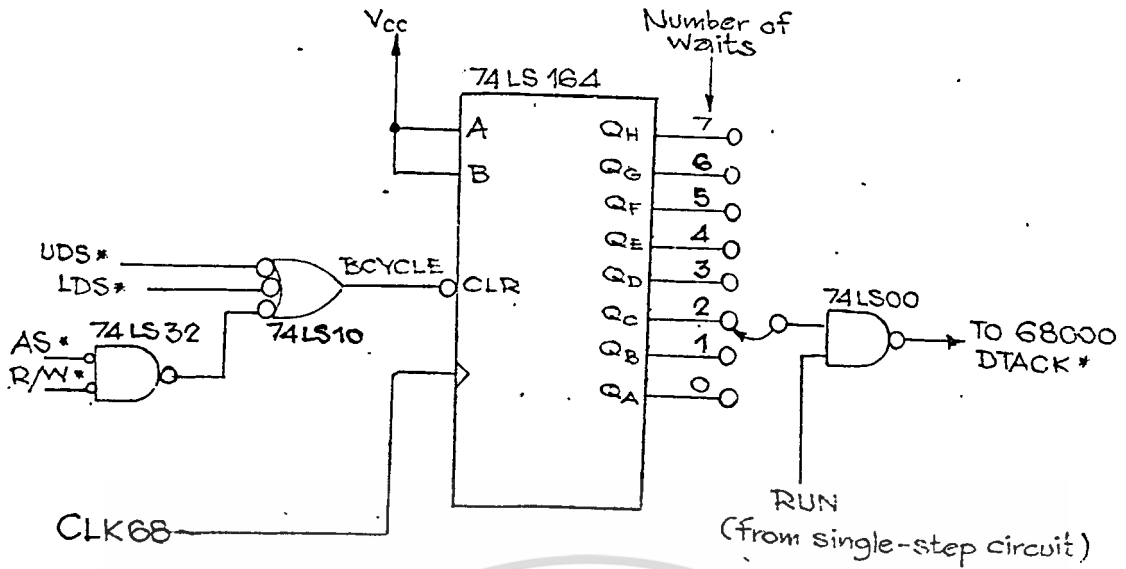 Vcc
Number of
Waits
74LS164
A
B
CLR
QH
7
QG
6
QF
5
QE
4
QD
3
QC
2
QB
1
QA
0
UDS*
LDS*
BCYCLE
74LS10
74LS32
AS*
R/W*
CLK68
74LS00
TO 68000
DTACK*
RUN
(from single-step circuit)